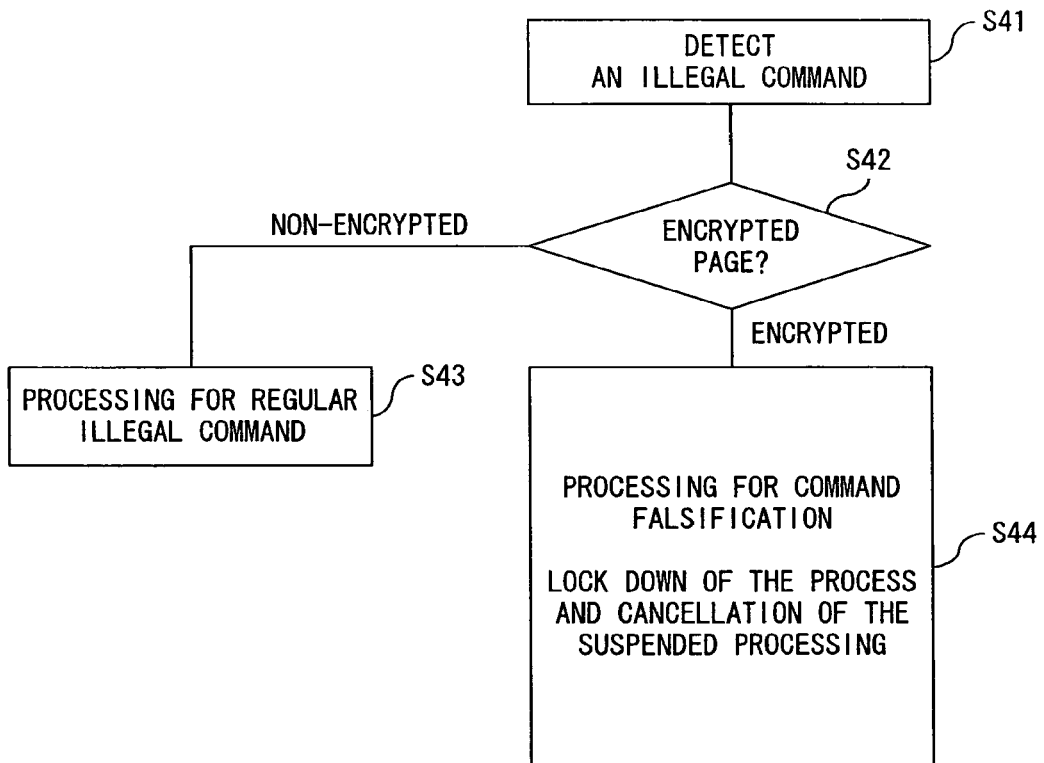 S41
DETECT
AN ILLEGAL COMMAND
S42
NON-ENCRYPTED
ENCRYPTED
PAGE?
ENCRYPTED
S43
PROCESSING FOR REGULAR
ILLEGAL COMMAND
PROCESSING FOR COMMAND
FALSIFICATION
S44
LOCK DOWN OF THE PROCESS
AND CANCELLATION OF THE
SUSPENDED PROCESSING